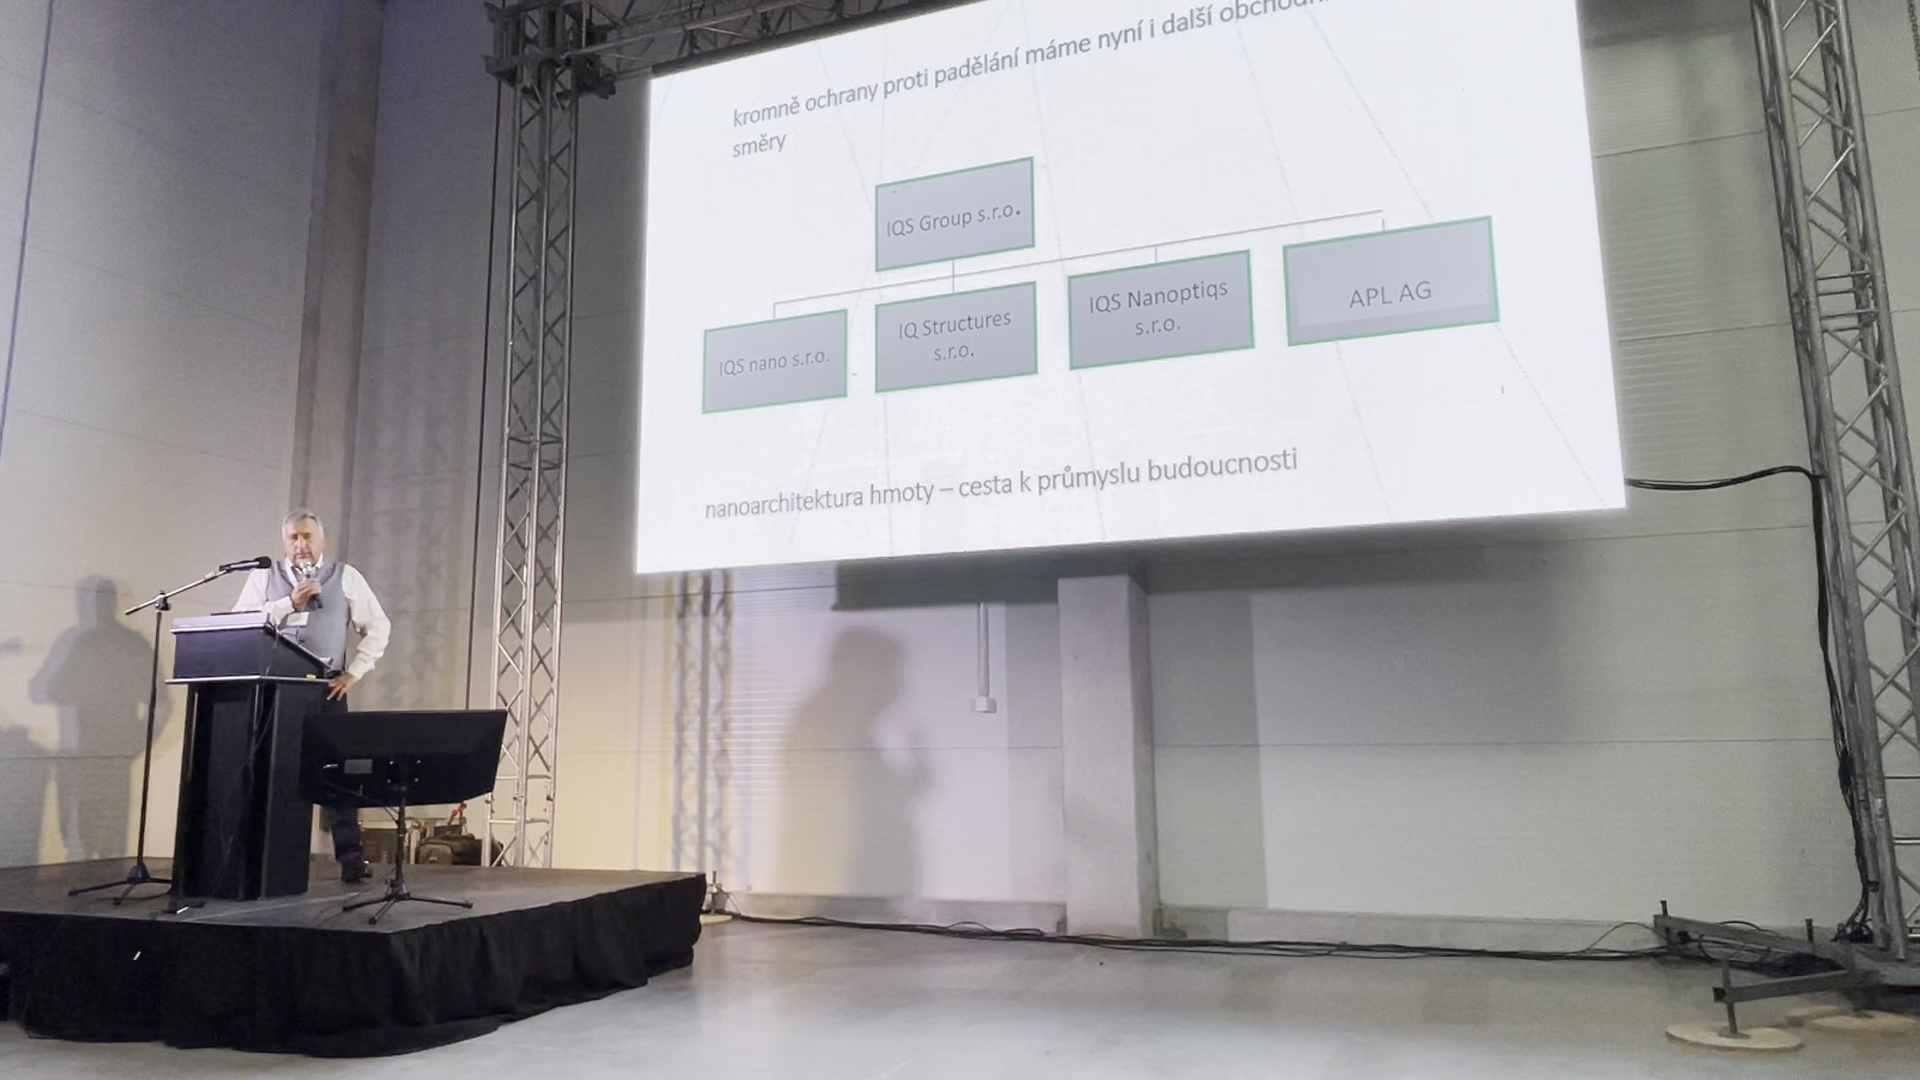 kromně ochrany proti padělání máme nyní i další
směry
IQS Group s.r.o.
IQS nano s.r.o.
IQ Structures
s.r.o.
IQS Nanoptiqs
s.r.o.
APL AG
nanoarchitektura hmoty – cesta k průmyslu budoucnosti